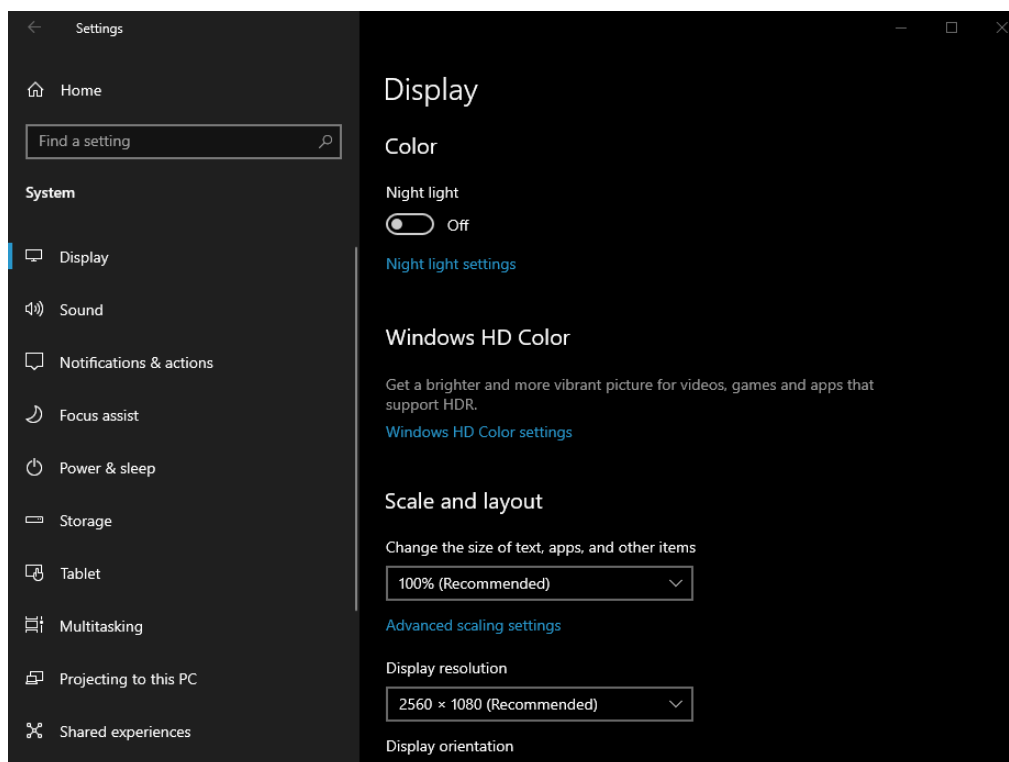 Settings
Home
Find a setting
System
Display
Sound
Notifications & actions
Focus assist
Power & sleep
Storage
Tablet
Multitasking
Projecting to this PC
Shared experiences
Display
Color
Night light
Off
Night light settings
Windows HD Color
Get a brighter and more vibrant picture for videos, games and apps that
support HDR.
Windows HD Color settings
Scale and layout
Change the size of text, apps, and other items
100% (Recommended)
Advanced scaling settings
Display resolution
2560 × 1080 (Recommended)
Display orientation